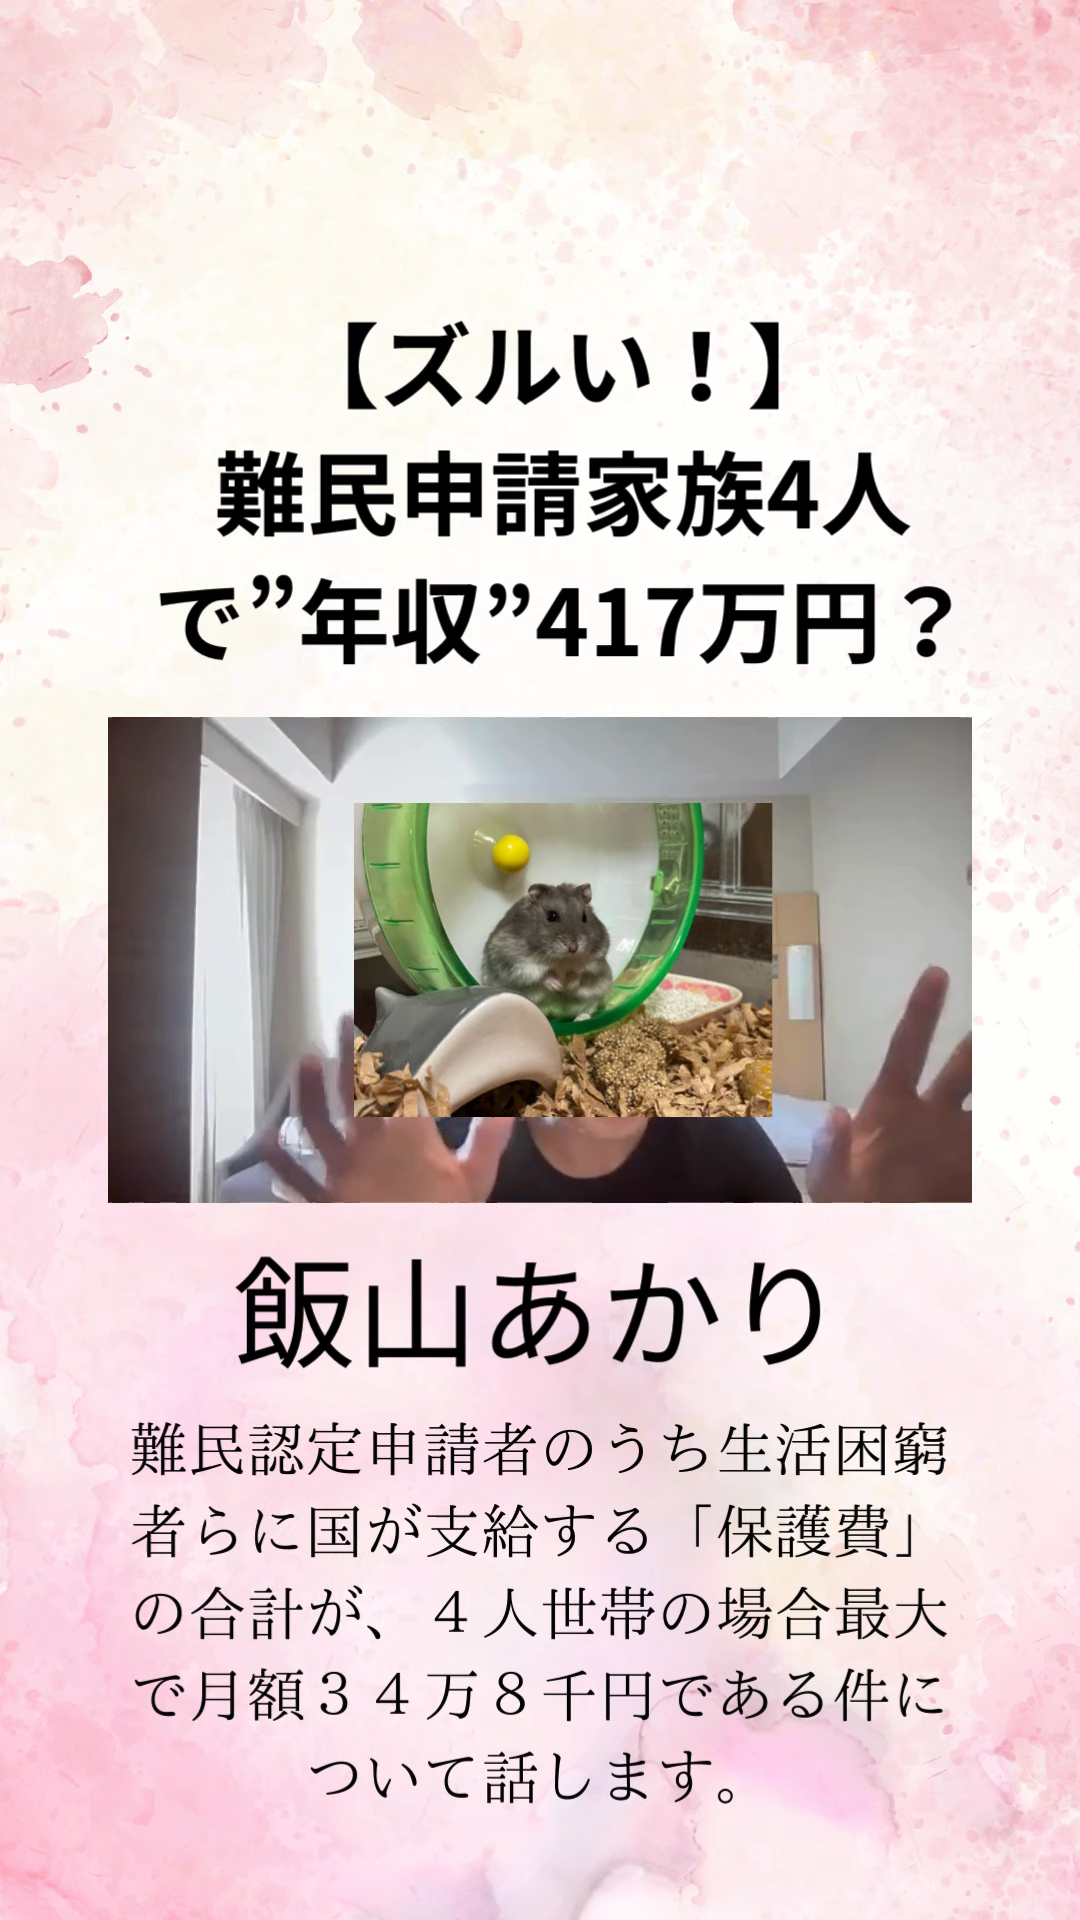 【ズルい！】
難民申請家族4人
で”年収”417万円？
飯山あかり
難民認定申請者のうち生活困窮
者らに国が支給する「保護費」
の合計が、４人世帯の場合最大
で月額３４万８千円である件に
ついて話します。